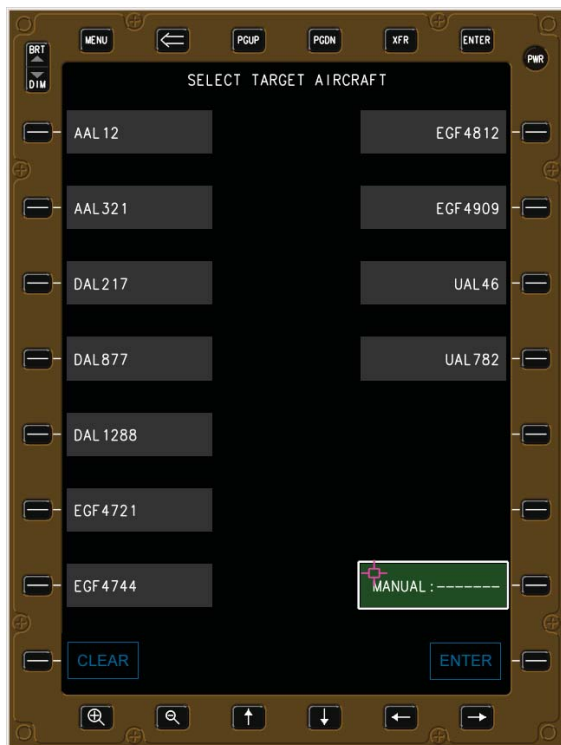 MENU PGUP PGDN XFR ENTER
BRT
DIM
PWR
SELECT TARGET AIRCRAFT
AAL12 EGF4812
AAL321 EGF4909
DAL217 UAL46
DAL877 UAL782
DAL1288
EGF4721
EGF4744 MANUAL:-------
CLEAR ENTER